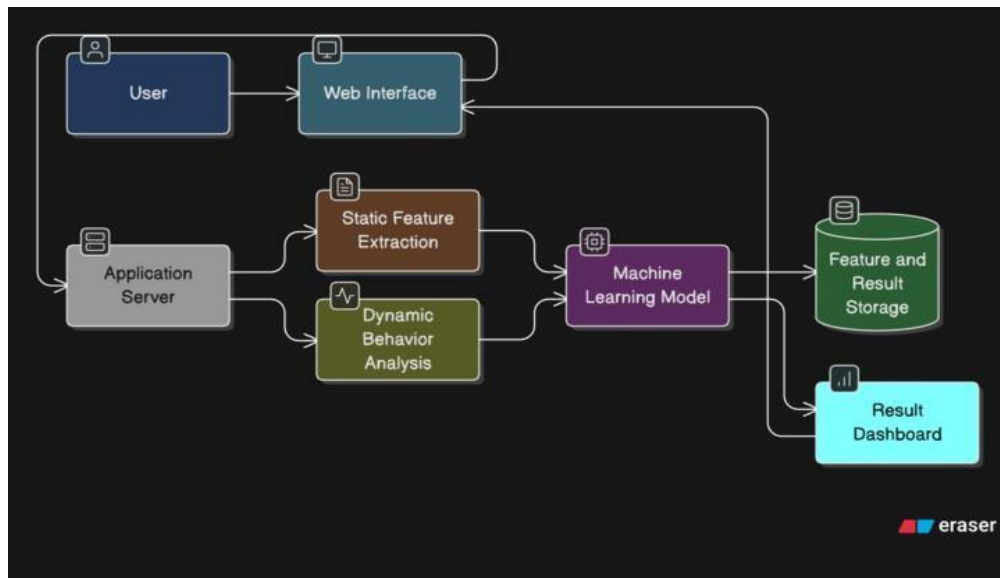 User
Web Interface
Static Feature
Extraction
Application
Server
Dynamic
Behavior
Analysis
Machine
Learning Model
Feature and
Result
Storage
Result
Dashboard
eraser